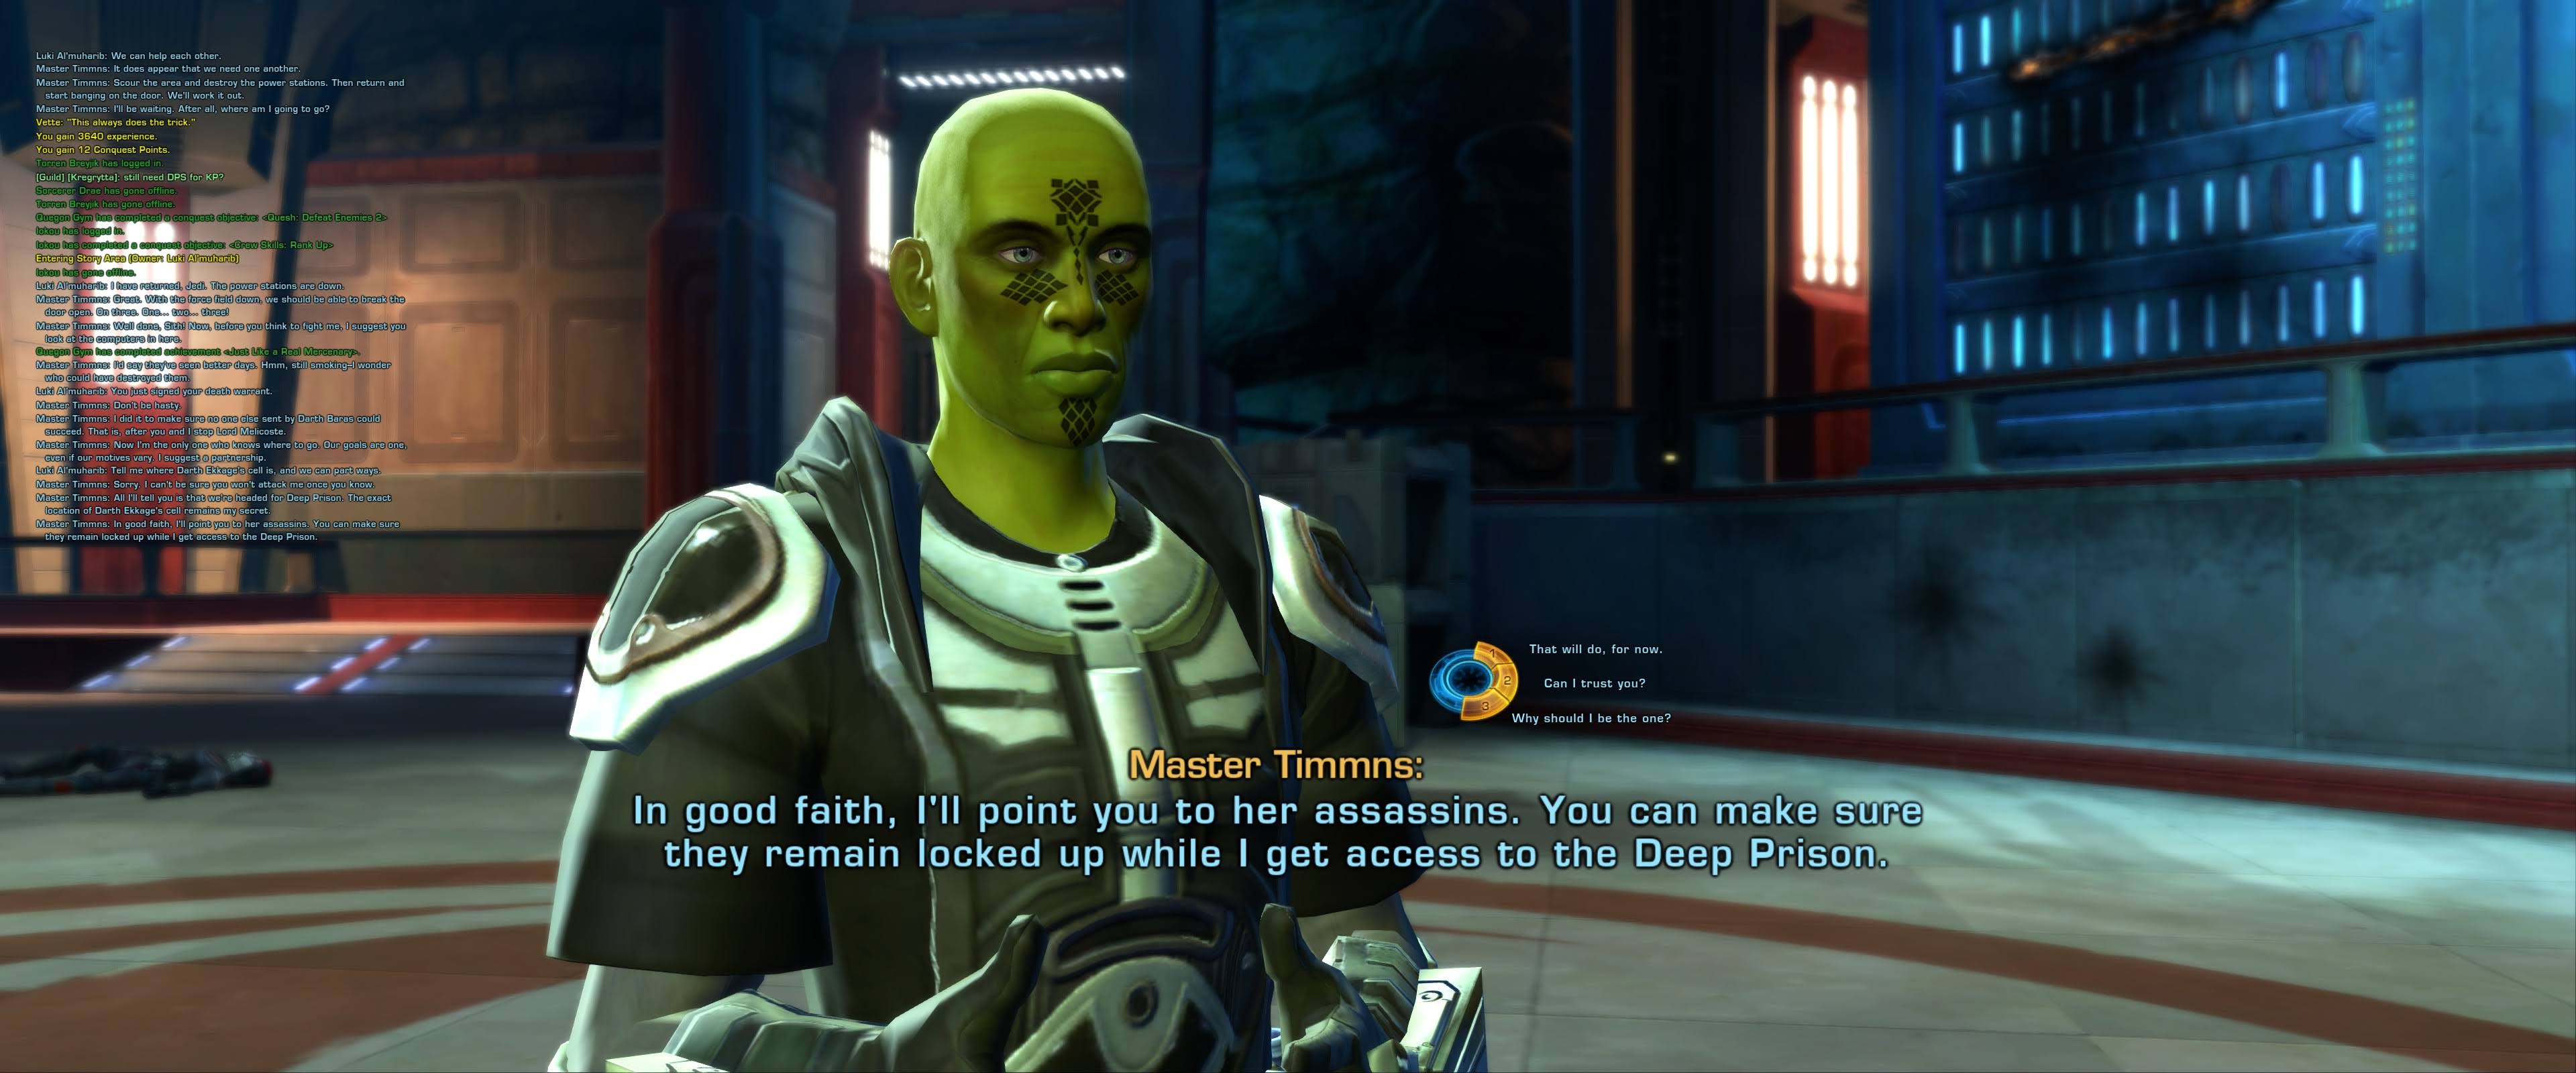 Luki Al'muharib: We can help each other.
Master Timmns: It does appear that we need one another.
Master Timmns: Scour the area and destroy the power stations. Then return and
start banging on the door. We'll work it out.
Master Timmns: I'll be waiting. After all, where am I going to go?
Vette: "This always does the trick."
You gain 3640 experience.
You gain 12 Conquest Points.
Torren Breyjik has logged in.
[Guild] [Kregrytta]: still need DPS for KP?
Sorcerer Drae has gone offline.
Torren Breyjik has gone offline.
Quegon Gym has completed a conquest objective: <Quesh: Defeat Enemies 2>
Iokou has logged in.
Iokou has completed a conquest objective: <Crew Skills: Rank Up>
Entering Story Area (Owner: Luki Al'muharib)
Iokou has gone offline.
Luki Al'muharib: I have returned, Jedi. The power stations are down.
Master Timmns: Great. With the force field down, we should be able to break the
door open. On three. One... two... three!
Master Timmns: Well done, Sith! Now, before you think to fight me, I suggest you
look at the computers in here.
Quegon Gym has completed achievement <Just Like a Real Mercenary>.
Master Timmns: I'd say they've seen better days. Hmm, still smoking–I wonder
who could have destroyed them.
Luki Al'muharib: You just signed your death warrant.
Master Timmns: Don't be hasty.
Master Timmns: I did it to make sure no one else sent by Darth Baras could
succeed. That is, after you and I stop Lord Melicoste.
Master Timmns: Now I'm the only one who knows where to go. Our goals are one,
even if our motives vary. I suggest a partnership.
Luki Al'muharib: Tell me where Darth Ekkage's cell is, and we can part ways.
Master Timmns: Sorry, I can't be sure you won't attack me once you know.
Master Timmns: All I'll tell you is that we're headed for Deep Prison. The exact
location of Darth Ekkage's cell remains my secret.
Master Timmns: In good faith, I'll point you to her assassins. You can make sure
they remain locked up while I get access to the Deep Prison.
1 That will do, for now.
2 Can I trust you?
3 Why should I be the one?
Master Timmns:
In good faith, I'll point you to her assassins. You can make sure
they remain locked up while I get access to the Deep Prison.